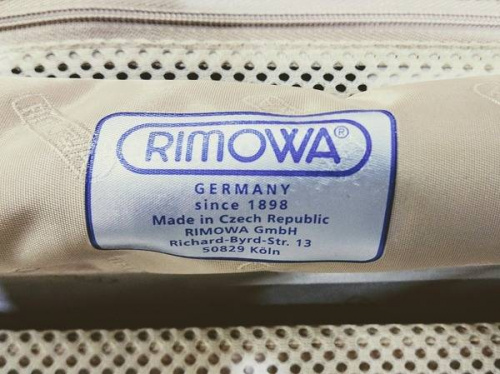 RIMOWA®
GERMANY
since 1898
Made in Czech Republic
RIMOWA GmbH
Richard-Byrd-Str. 13
50829 Köln